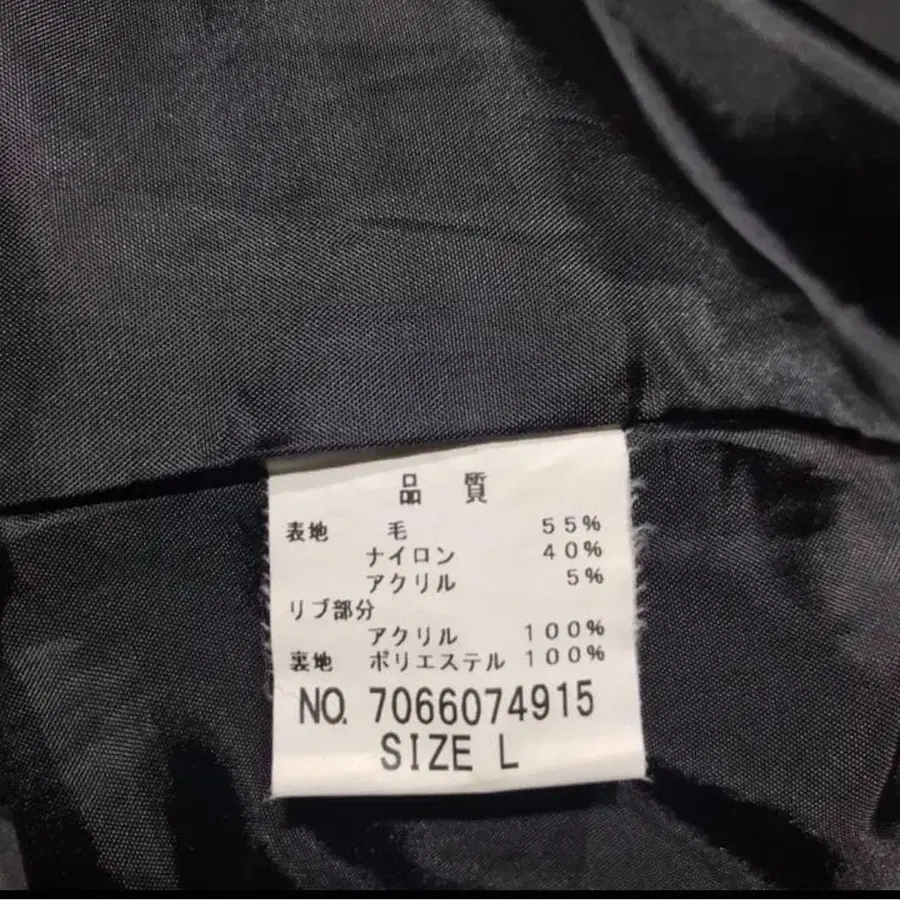 品 質
表地 毛 55%
ナイロン 40%
アクリル 5%
リブ部分
アクリル 100%
裏地 ポリエステル 100%
NO. 7066074915
SIZE L